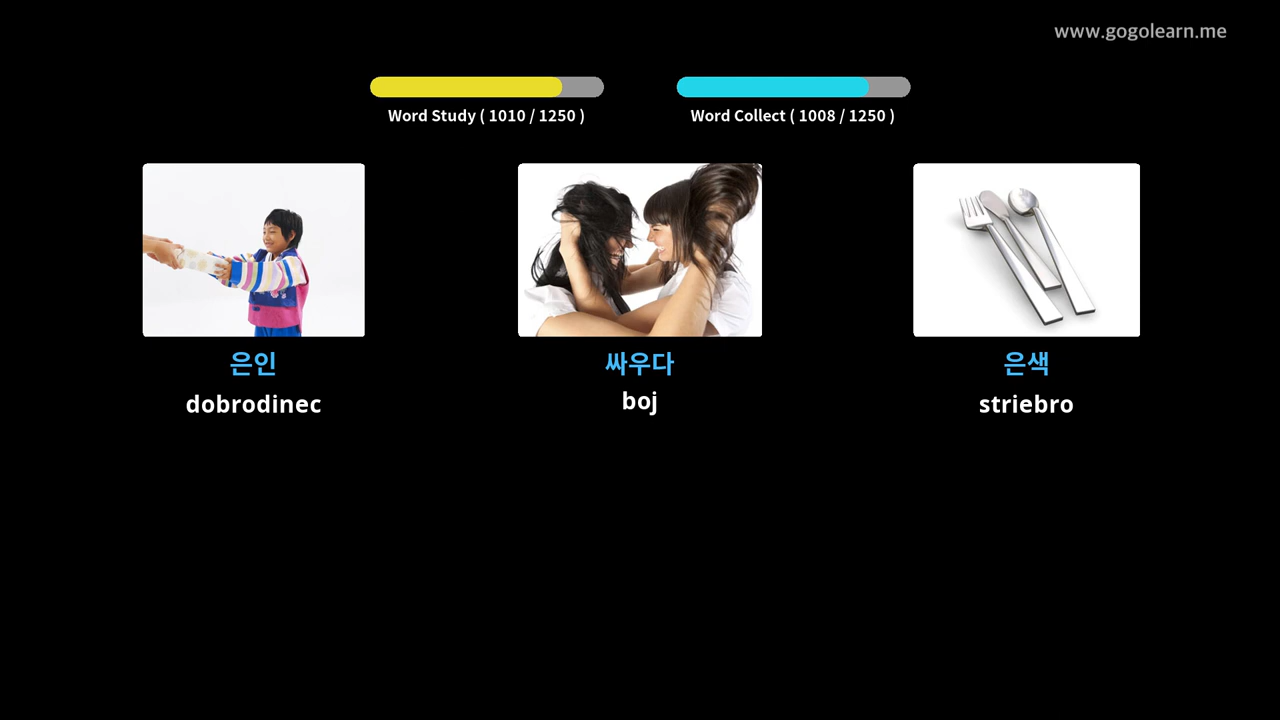 www.gogolearn.me
Word Study ( 1010 / 1250 )
Word Collect ( 1008 / 1250 )
은인
싸우다
은색
dobrodinec
boj
striebro